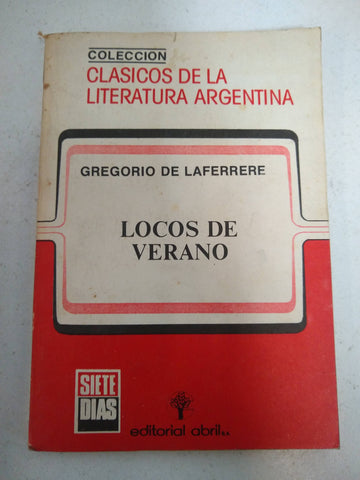 COLECCION
CLASICOS DE LA
LITERATURA ARGENTINA
GREGORIO DE LAFERRERE
LOCOS DE
VERANO
SIETE
DIAS
editorial abril s.a.